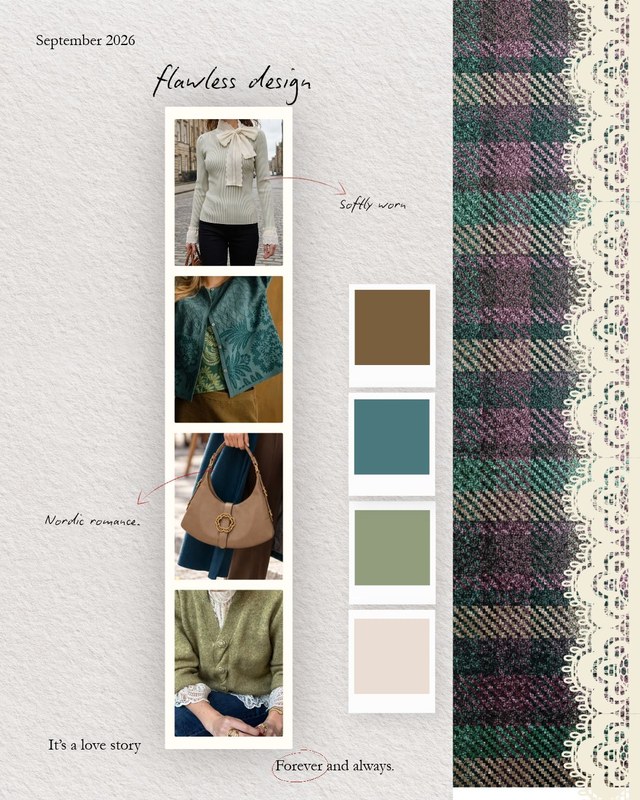 September 2026
flawless design
Softly worn
Nordic romance.
It's a love story
Forever and always.